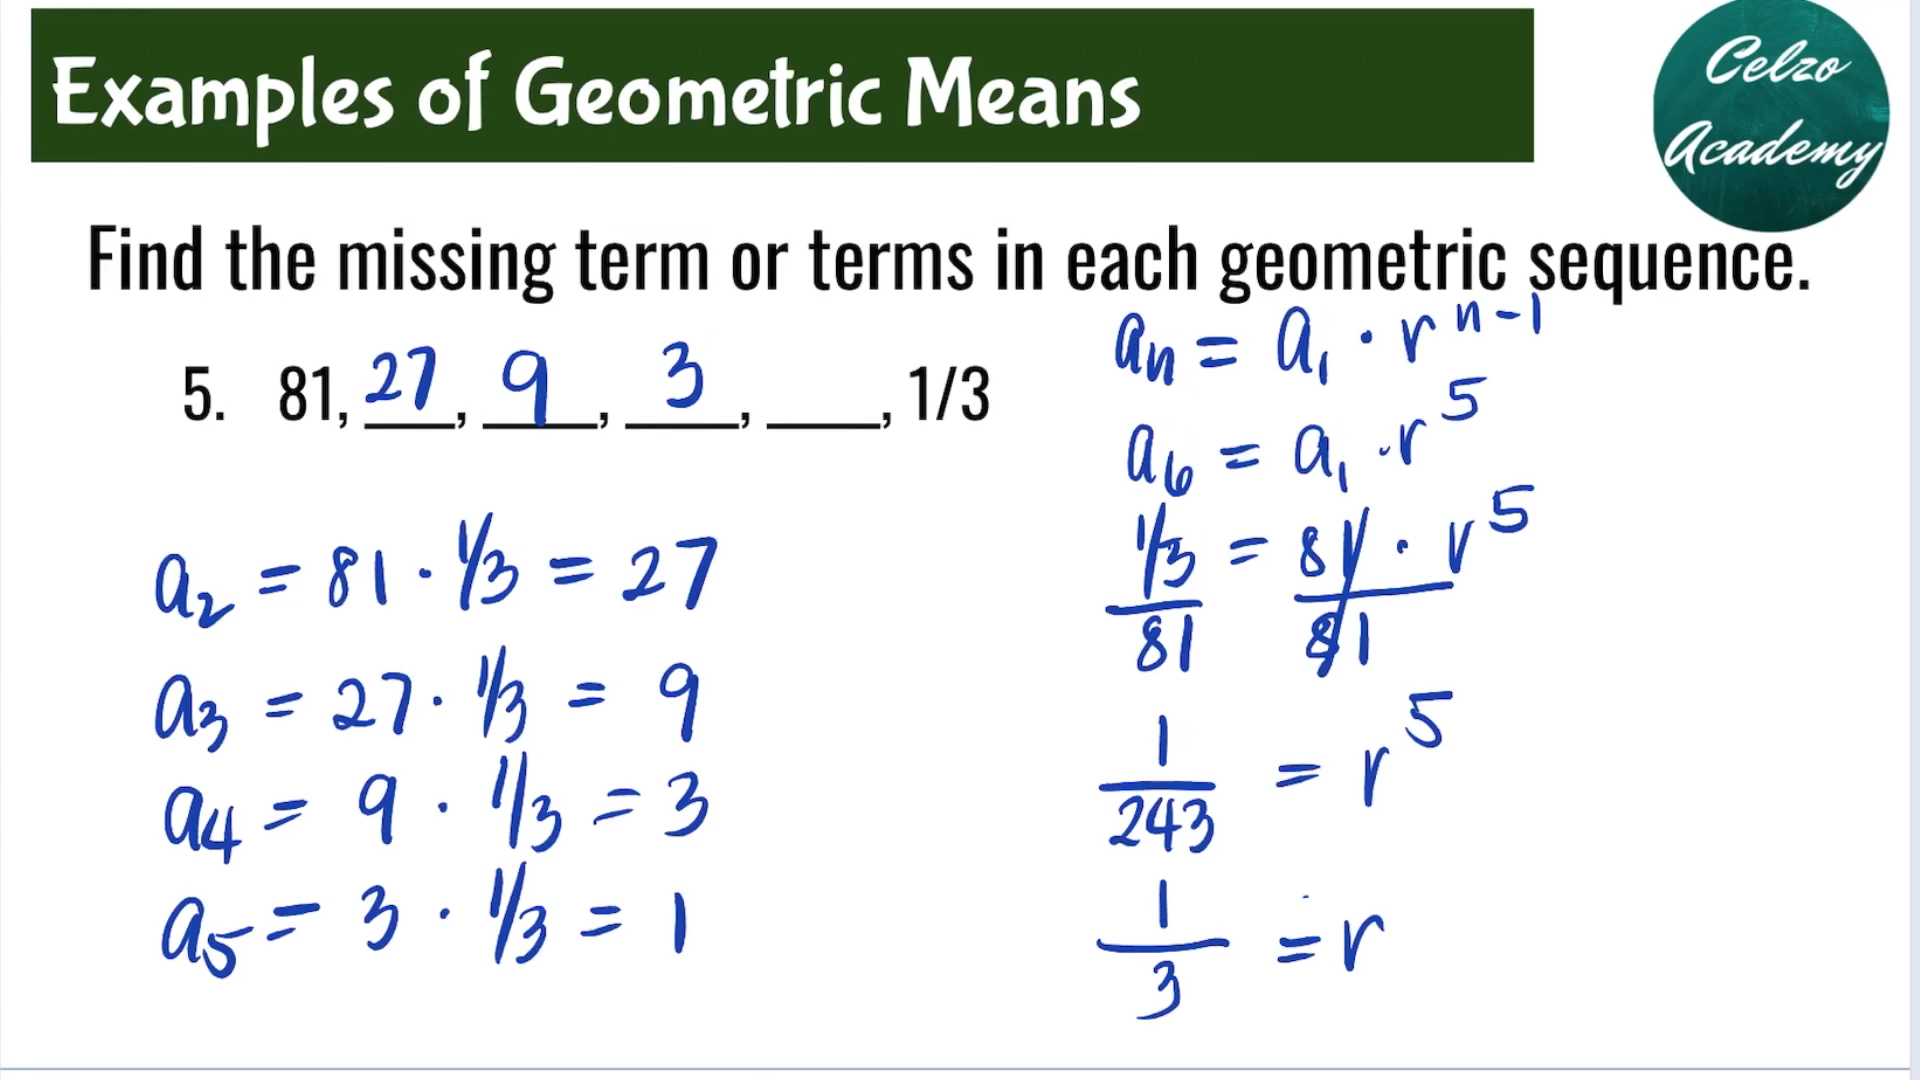 Examples of Geometric Means
Celzo
Academy
Find the missing term or terms in each geometric sequence.
5. 81, 27, 9, 3, ____, 1/3
a₂ = 81 · 1/3 = 27
a₃ = 27 · 1/3 = 9
a₄ = 9 · 1/3 = 3
a₅ = 3 · 1/3 = 1
aₙ = a₁ · rⁿ⁻¹
a₆ = a₁ · r⁵
1/3 = 81 · r⁵
81 81
1/243 = r⁵
1/3 = r